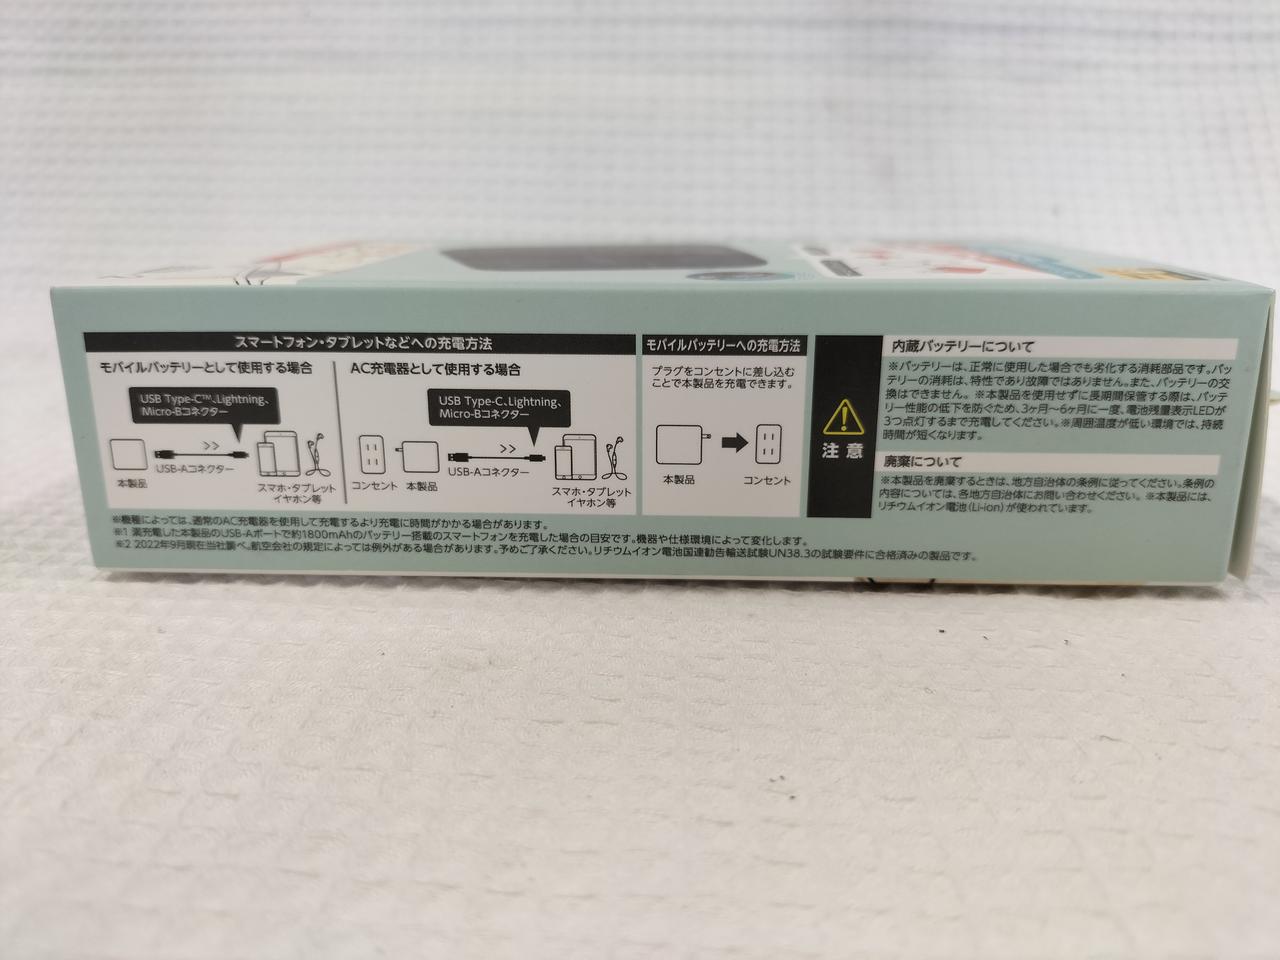 スマートフォン・タブレットなどへの充電方法
モバイルバッテリーとして使用する場合
USB Type-C™、Lightning、
Micro-Bコネクター
本製品
USB-Aコネクター
スマホ・タブレット
イヤホン等
AC充電器として使用する場合
USB Type-C、Lightning、
Micro-Bコネクター
コンセント
本製品
USB-Aコネクター
スマホ・タブレット
イヤホン等
モバイルバッテリーへの充電方法
プラグをコンセントに差し込む
ことで本製品を充電できます。
本製品
コンセント
注意
内蔵バッテリーについて
※バッテリーは、正常に使用した場合でも劣化する消耗部品です。バッ
テリーの消耗は、特性であり故障ではありません。また、バッテリーの交
換はできません。※本製品を使用せずに長期間保管する際は、バッテ
リー性能の低下を防ぐため、3ヶ月〜6ヶ月に一度、電池残量表示LEDが
3つ点灯するまで充電してください。※周囲温度が低い環境では、持続
時間が短くなります。
廃棄について
※本製品を廃棄するときは、地方自治体の条例に従ってください。条例の
内容については、各地方自治体にお問い合わせください。※本製品には、
リチウムイオン電池(Li-ion)が使われています。
※機種によっては、通常のAC充電器を使用して充電するより充電に時間がかかる場合があります。
※1 満充電した本製品のUSB-Aポートで約1800mAhのバッテリー搭載のスマートフォンを充電した場合の目安です。機器や仕様環境によって変化します。
※2 2022年9月現在当社調べ。航空会社の規定によっては例外がある場合があります。予めご了承ください。リチウムイオン電池国連勧告輸送試験UN38.3の試験要件に合格済みの製品です。